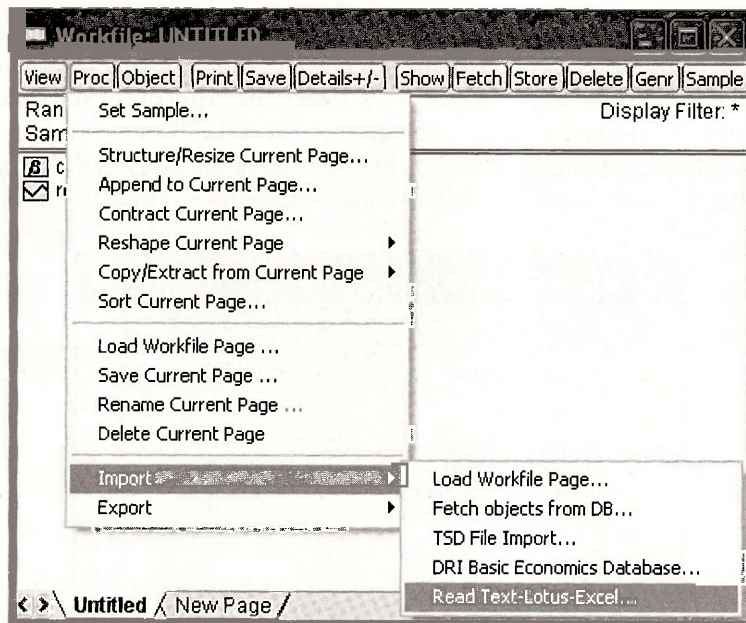 Workfile: UNTITLED
View Proc Object Print Save Details+/- Show Fetch Store Delete Genr Sample
Ran
Display Filter: *
Sam
Set Sample...
Structure/Resize Current Page...
Append to Current Page...
Contract Current Page...
Reshape Current Page
Copy/Extract from Current Page
Sort Current Page...
Load Workfile Page ...
Save Current Page ...
Rename Current Page ...
Delete Current Page
Import
Export
β c
r
Load Workfile Page...
Fetch objects from DB...
TSD File Import...
DRI Basic Economics Database...
Read Text-Lotus-Excel...
Untitled New Page